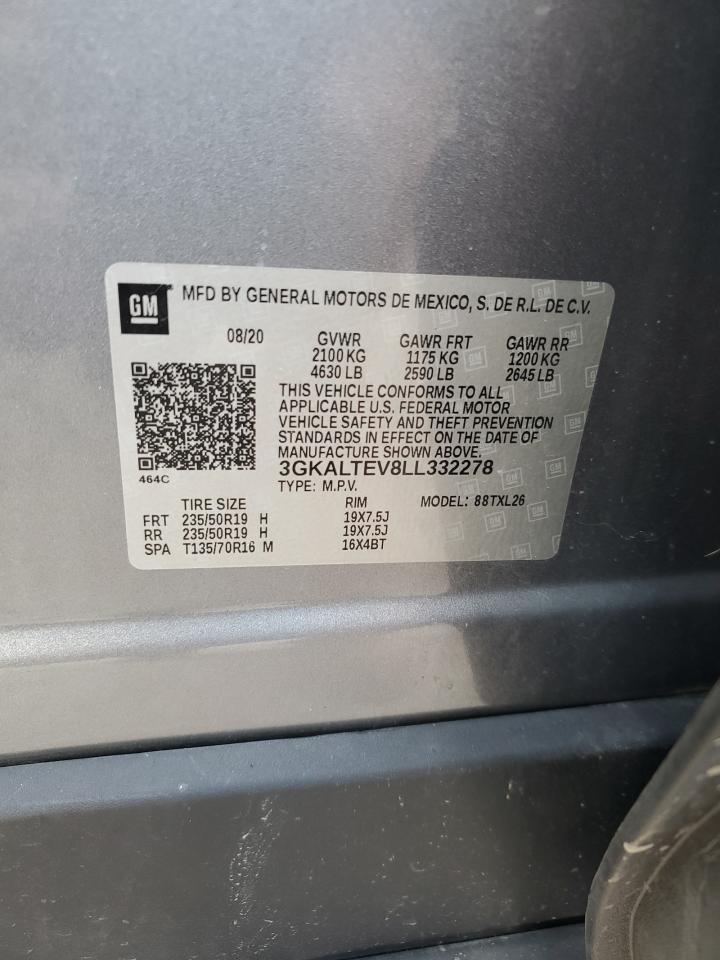 GM MFD BY GENERAL MOTORS DE MEXICO, S. DE R.L. DE C.V.
08/20 GVWR GAWR FRT GAWR RR
2100 KG 1175 KG 1200 KG
4630 LB 2590 LB 2645 LB
THIS VEHICLE CONFORMS TO ALL
APPLICABLE U.S. FEDERAL MOTOR
VEHICLE SAFETY AND THEFT PREVENTION
STANDARDS IN EFFECT ON THE DATE OF
MANUFACTURE SHOWN ABOVE.
464C 3GKALTEV8LL332278
TYPE: M.P.V. MODEL: 88TXL26
TIRE SIZE RIM
FRT 235/50R19 H 19X7.5J
RR 235/50R19 H 19X7.5J
SPA T135/70R16 M 16X4BT